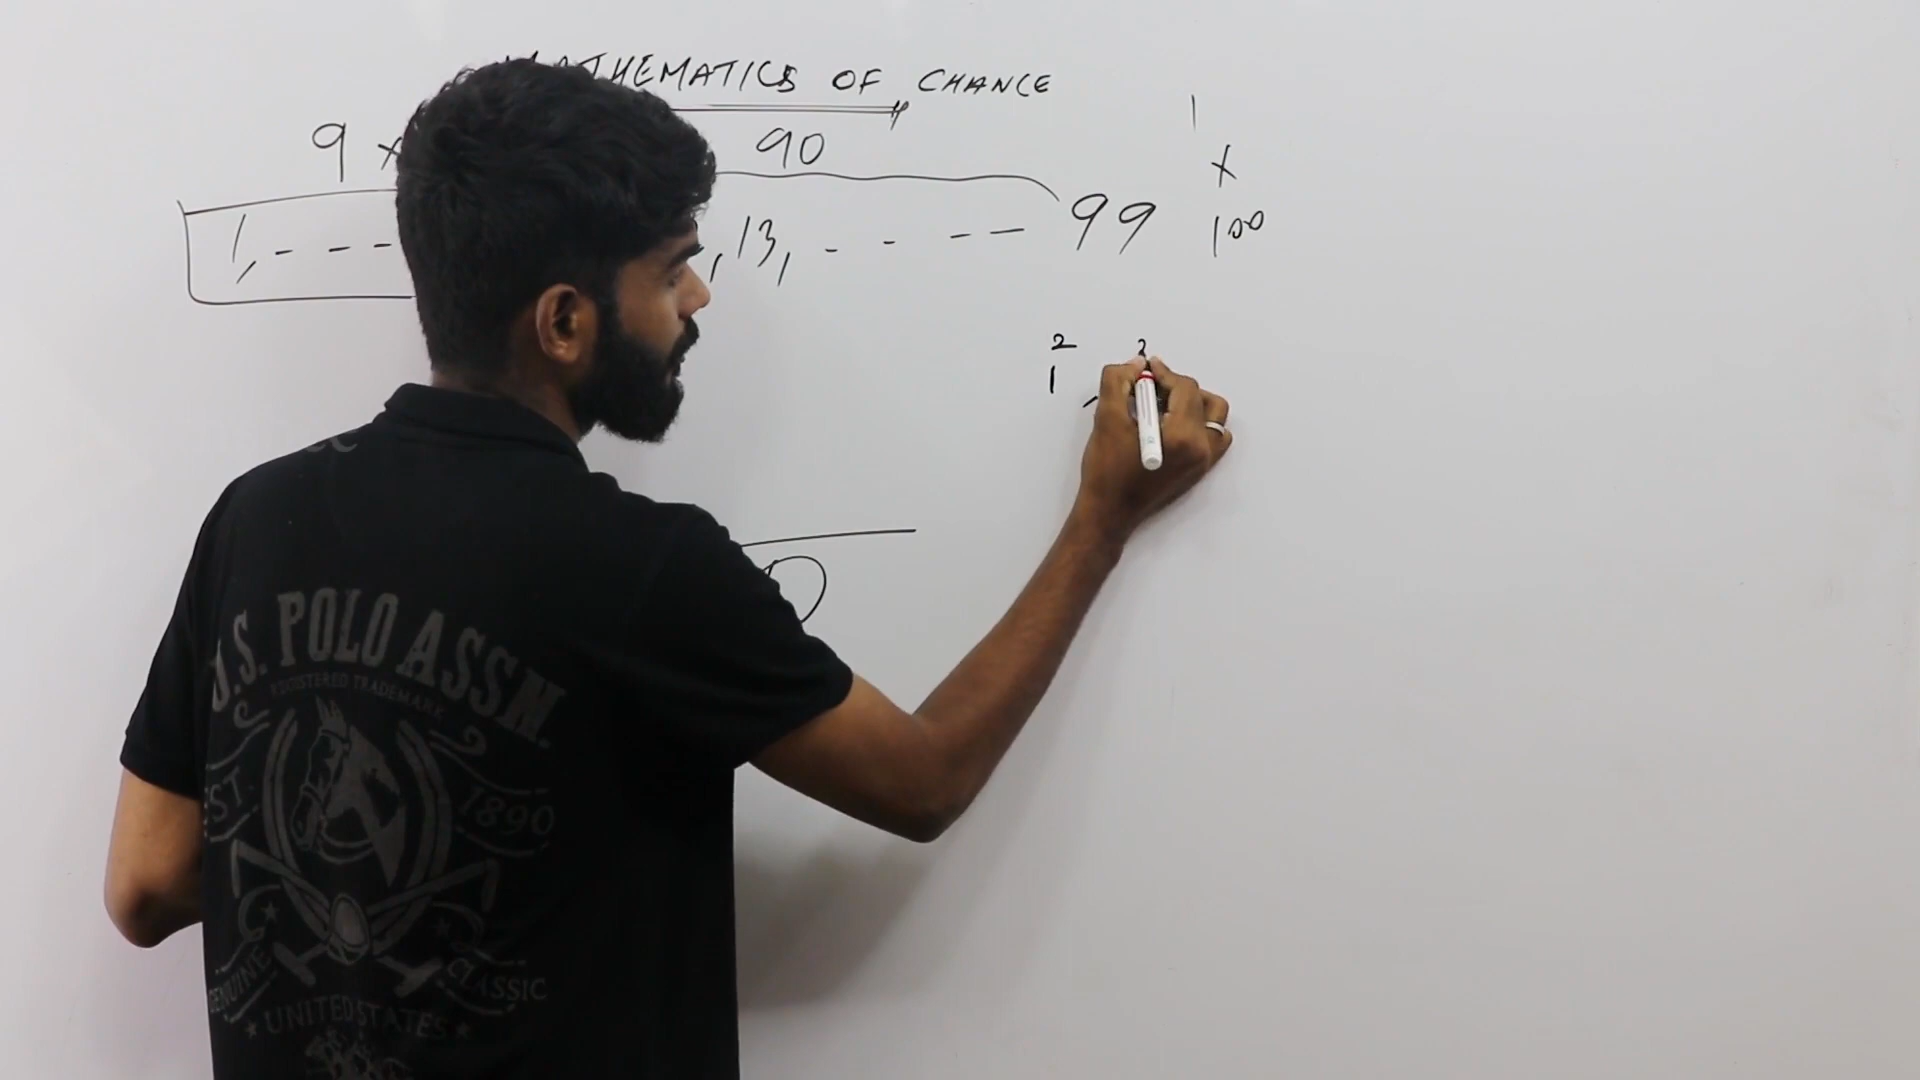 MATHEMATICS OF CHANCE
9 × 90 1
×
1, - - - , 13, - - - - 99 100
2 2
1 ,
U.S. POLO ASSN.
REGISTERED TRADEMARK
EST. 1890
GENUINE CLASSIC
UNITED STATES